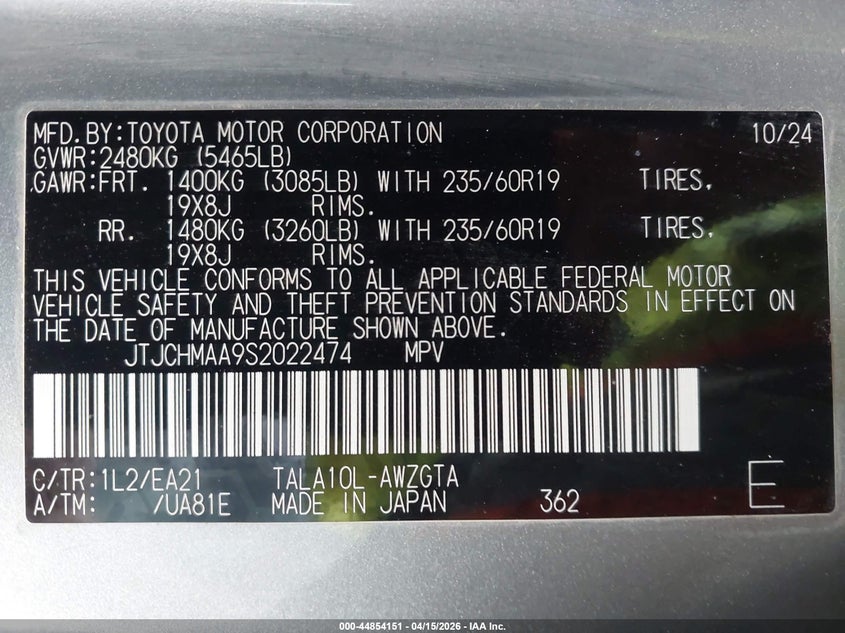 MFD.BY:TOYOTA MOTOR CORPORATION 10/24
GVWR:2480KG (5465LB)
GAWR:FRT. 1400KG (3085LB) WITH 235/60R19 TIRES,
19X8J RIMS.
RR. 1480KG (3260LB) WITH 235/60R19 TIRES,
19X8J RIMS.
THIS VEHICLE CONFORMS TO ALL APPLICABLE FEDERAL MOTOR
VEHICLE SAFETY AND THEFT PREVENTION STANDARDS IN EFFECT ON
THE DATE OF MANUFACTURE SHOWN ABOVE.
JTJCHMAA9S2022474 MPV
C/TR:1L2/EA21 TALA10L-AWZGTA
A/TM: /UA81E MADE IN JAPAN 362 E
000-44854151 | 04/15/2026 | IAA Inc.